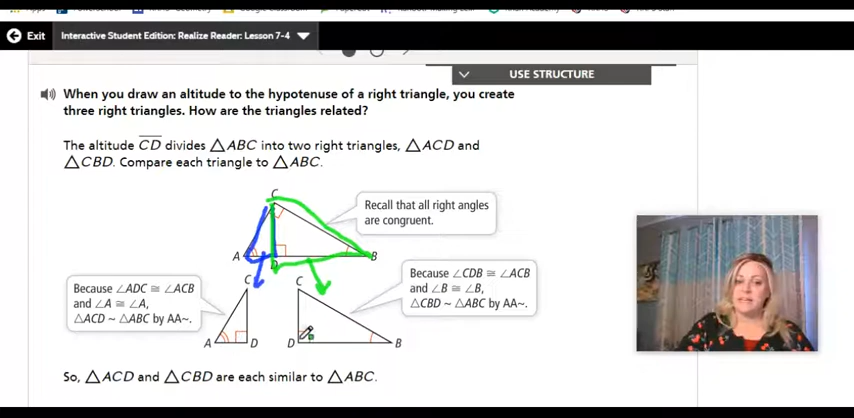 Exit
Interactive Student Edition: Realize Reader: Lesson 7-4
USE STRUCTURE
When you draw an altitude to the hypotenuse of a right triangle, you create
three right triangles. How are the triangles related?
The altitude CD divides △ABC into two right triangles, △ACD and
△CBD. Compare each triangle to △ABC.
C
Recall that all right angles
are congruent.
A
D
B
Because ∠ADC ≅ ∠ACB
and ∠A ≅ ∠A,
△ACD ~ △ABC by AA~.
C
A
D
C
D
B
Because ∠CDB ≅ ∠ACB
and ∠B ≅ ∠B,
△CBD ~ △ABC by AA~.
So, △ACD and △CBD are each similar to △ABC.